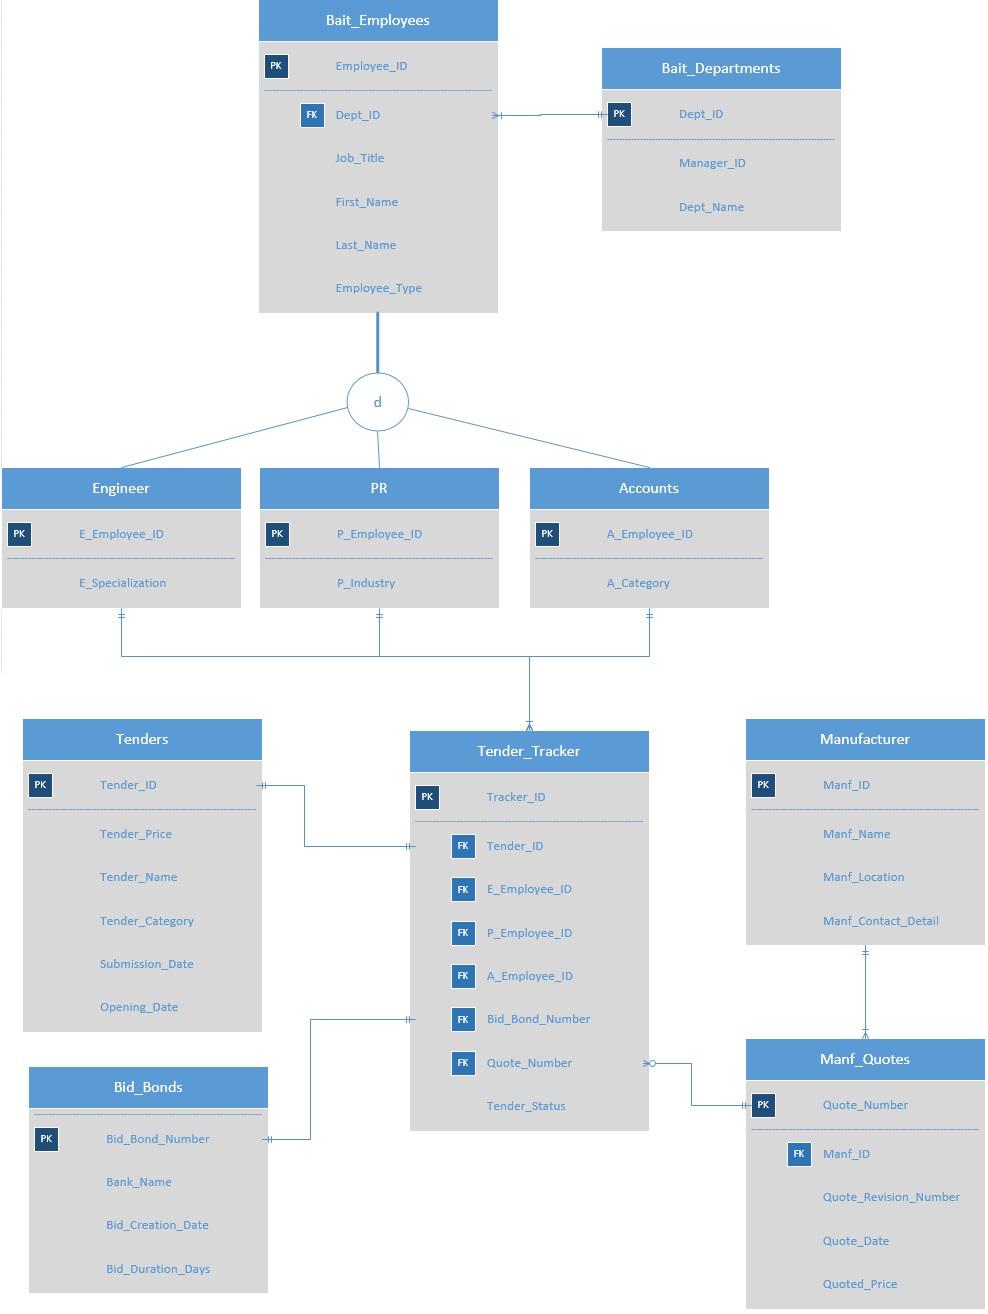 Bait_Employees
PK Employee_ID
FK Dept_ID
Job_Title
First_Name
Last_Name
Employee_Type
Bait_Departments
PK Dept_ID
Manager_ID
Dept_Name
d
Engineer
PK E_Employee_ID
E_Specialization
PR
PK P_Employee_ID
P_Industry
Accounts
PK A_Employee_ID
A_Category
Tenders
PK Tender_ID
Tender_Price
Tender_Name
Tender_Category
Submission_Date
Opening_Date
Tender_Tracker
PK Tracker_ID
FK Tender_ID
FK E_Employee_ID
FK P_Employee_ID
FK A_Employee_ID
FK Bid_Bond_Number
FK Quote_Number
Tender_Status
Manufacturer
PK Manf_ID
Manf_Name
Manf_Location
Manf_Contact_Detail
Bid_Bonds
PK Bid_Bond_Number
Bank_Name
Bid_Creation_Date
Bid_Duration_Days
Manf_Quotes
PK Quote_Number
FK Manf_ID
Quote_Revision_Number
Quote_Date
Quoted_Price